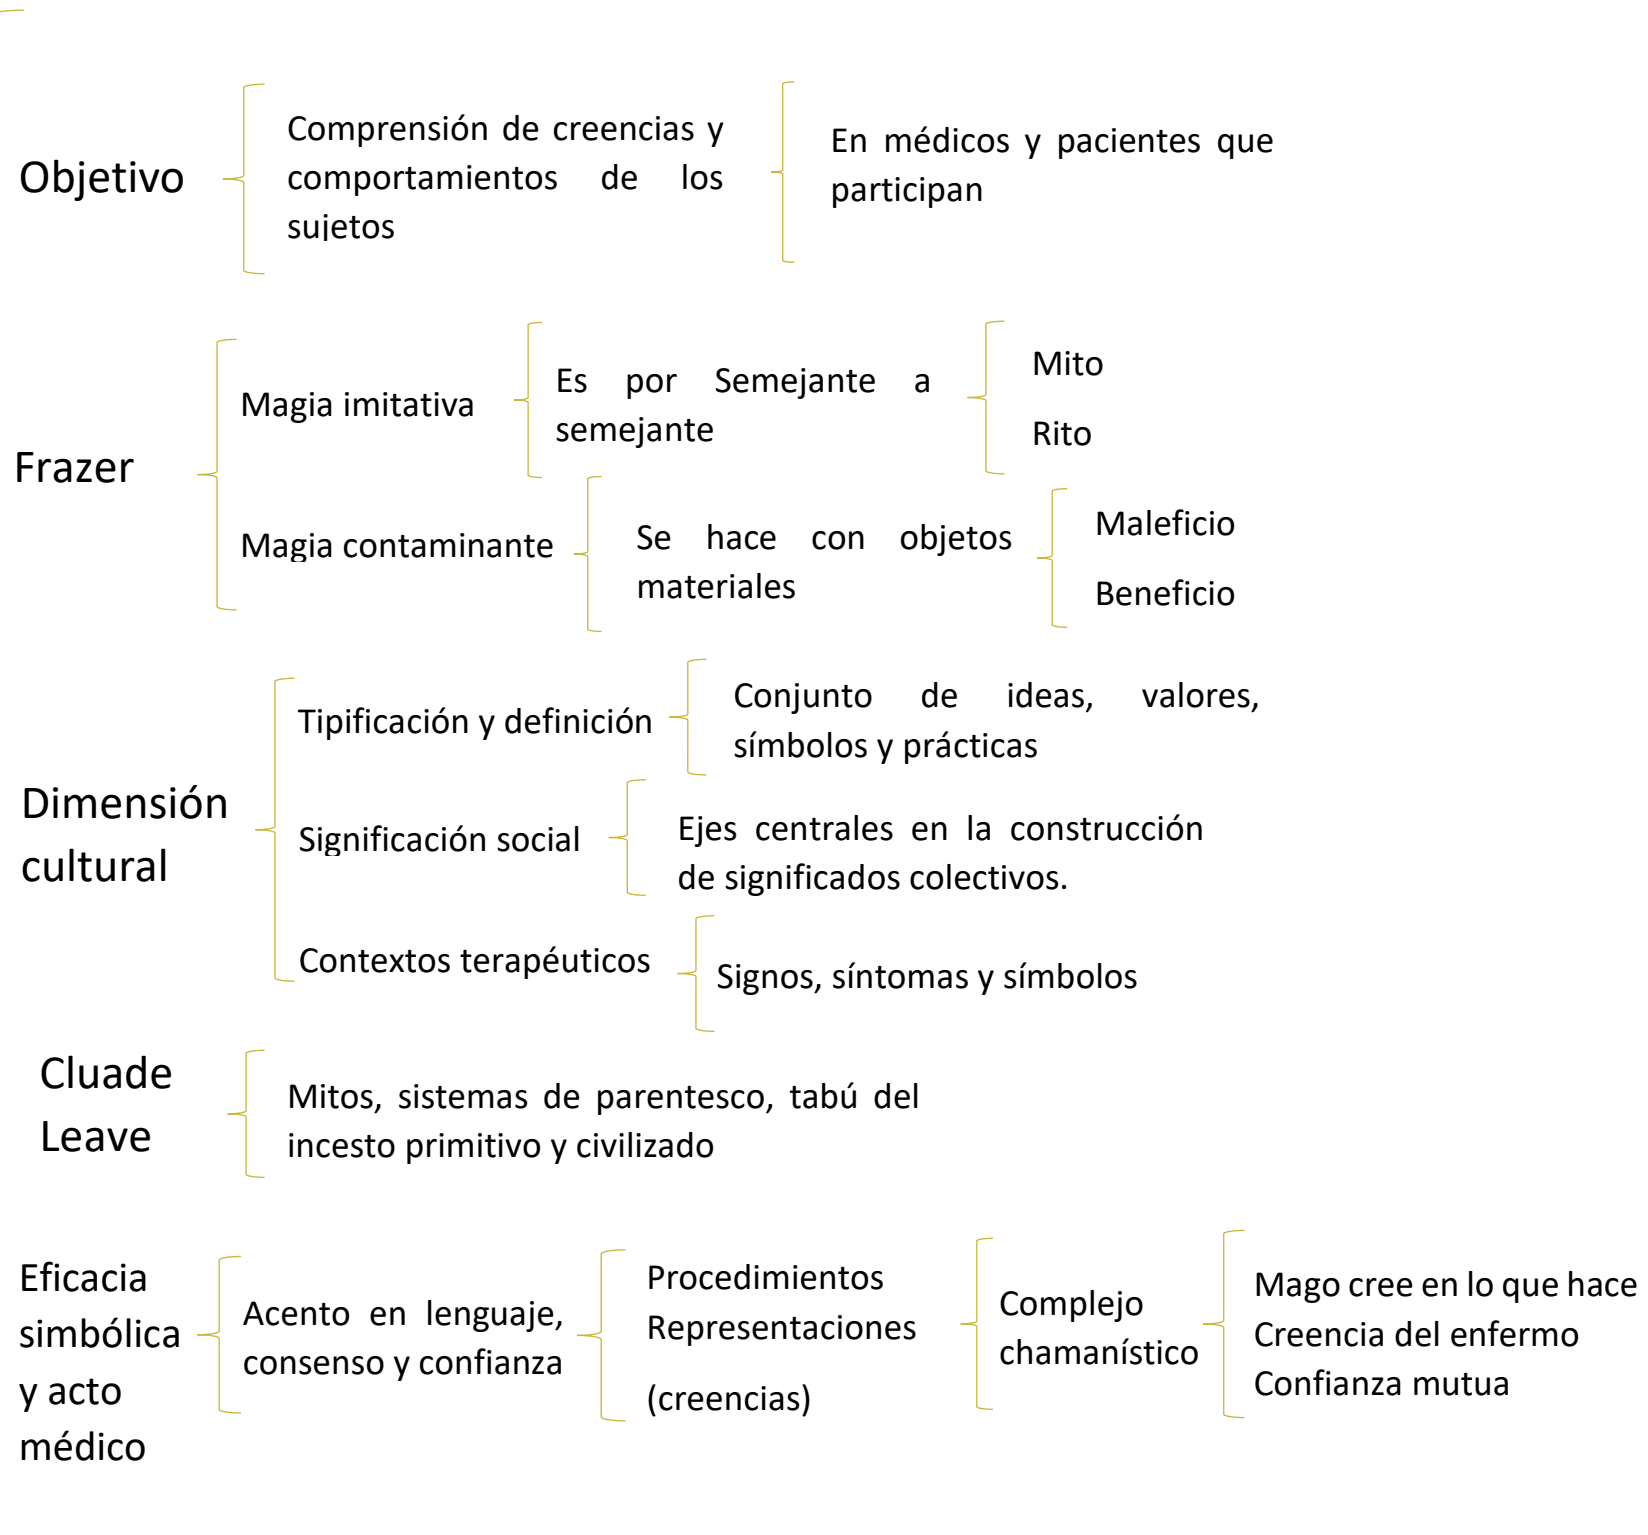 Objetivo
Comprensión de creencias y
comportamientos de los
sujetos
En médicos y pacientes que
participan
Frazer
Magia imitativa
Es por Semejante a
semejante
Mito
Rito
Magia contaminante
Se hace con objetos
materiales
Maleficio
Beneficio
Dimensión
cultural
Tipificación y definición
Conjunto de ideas, valores,
símbolos y prácticas
Significación social
Ejes centrales en la construcción
de significados colectivos.
Contextos terapéuticos
Signos, síntomas y símbolos
Cluade
Leave
Mitos, sistemas de parentesco, tabú del
incesto primitivo y civilizado
Eficacia
simbólica
y acto
médico
Acento en lenguaje,
consenso y confianza
Procedimientos
Representaciones
(creencias)
Complejo
chamanístico
Mago cree en lo que hace
Creencia del enfermo
Confianza mutua